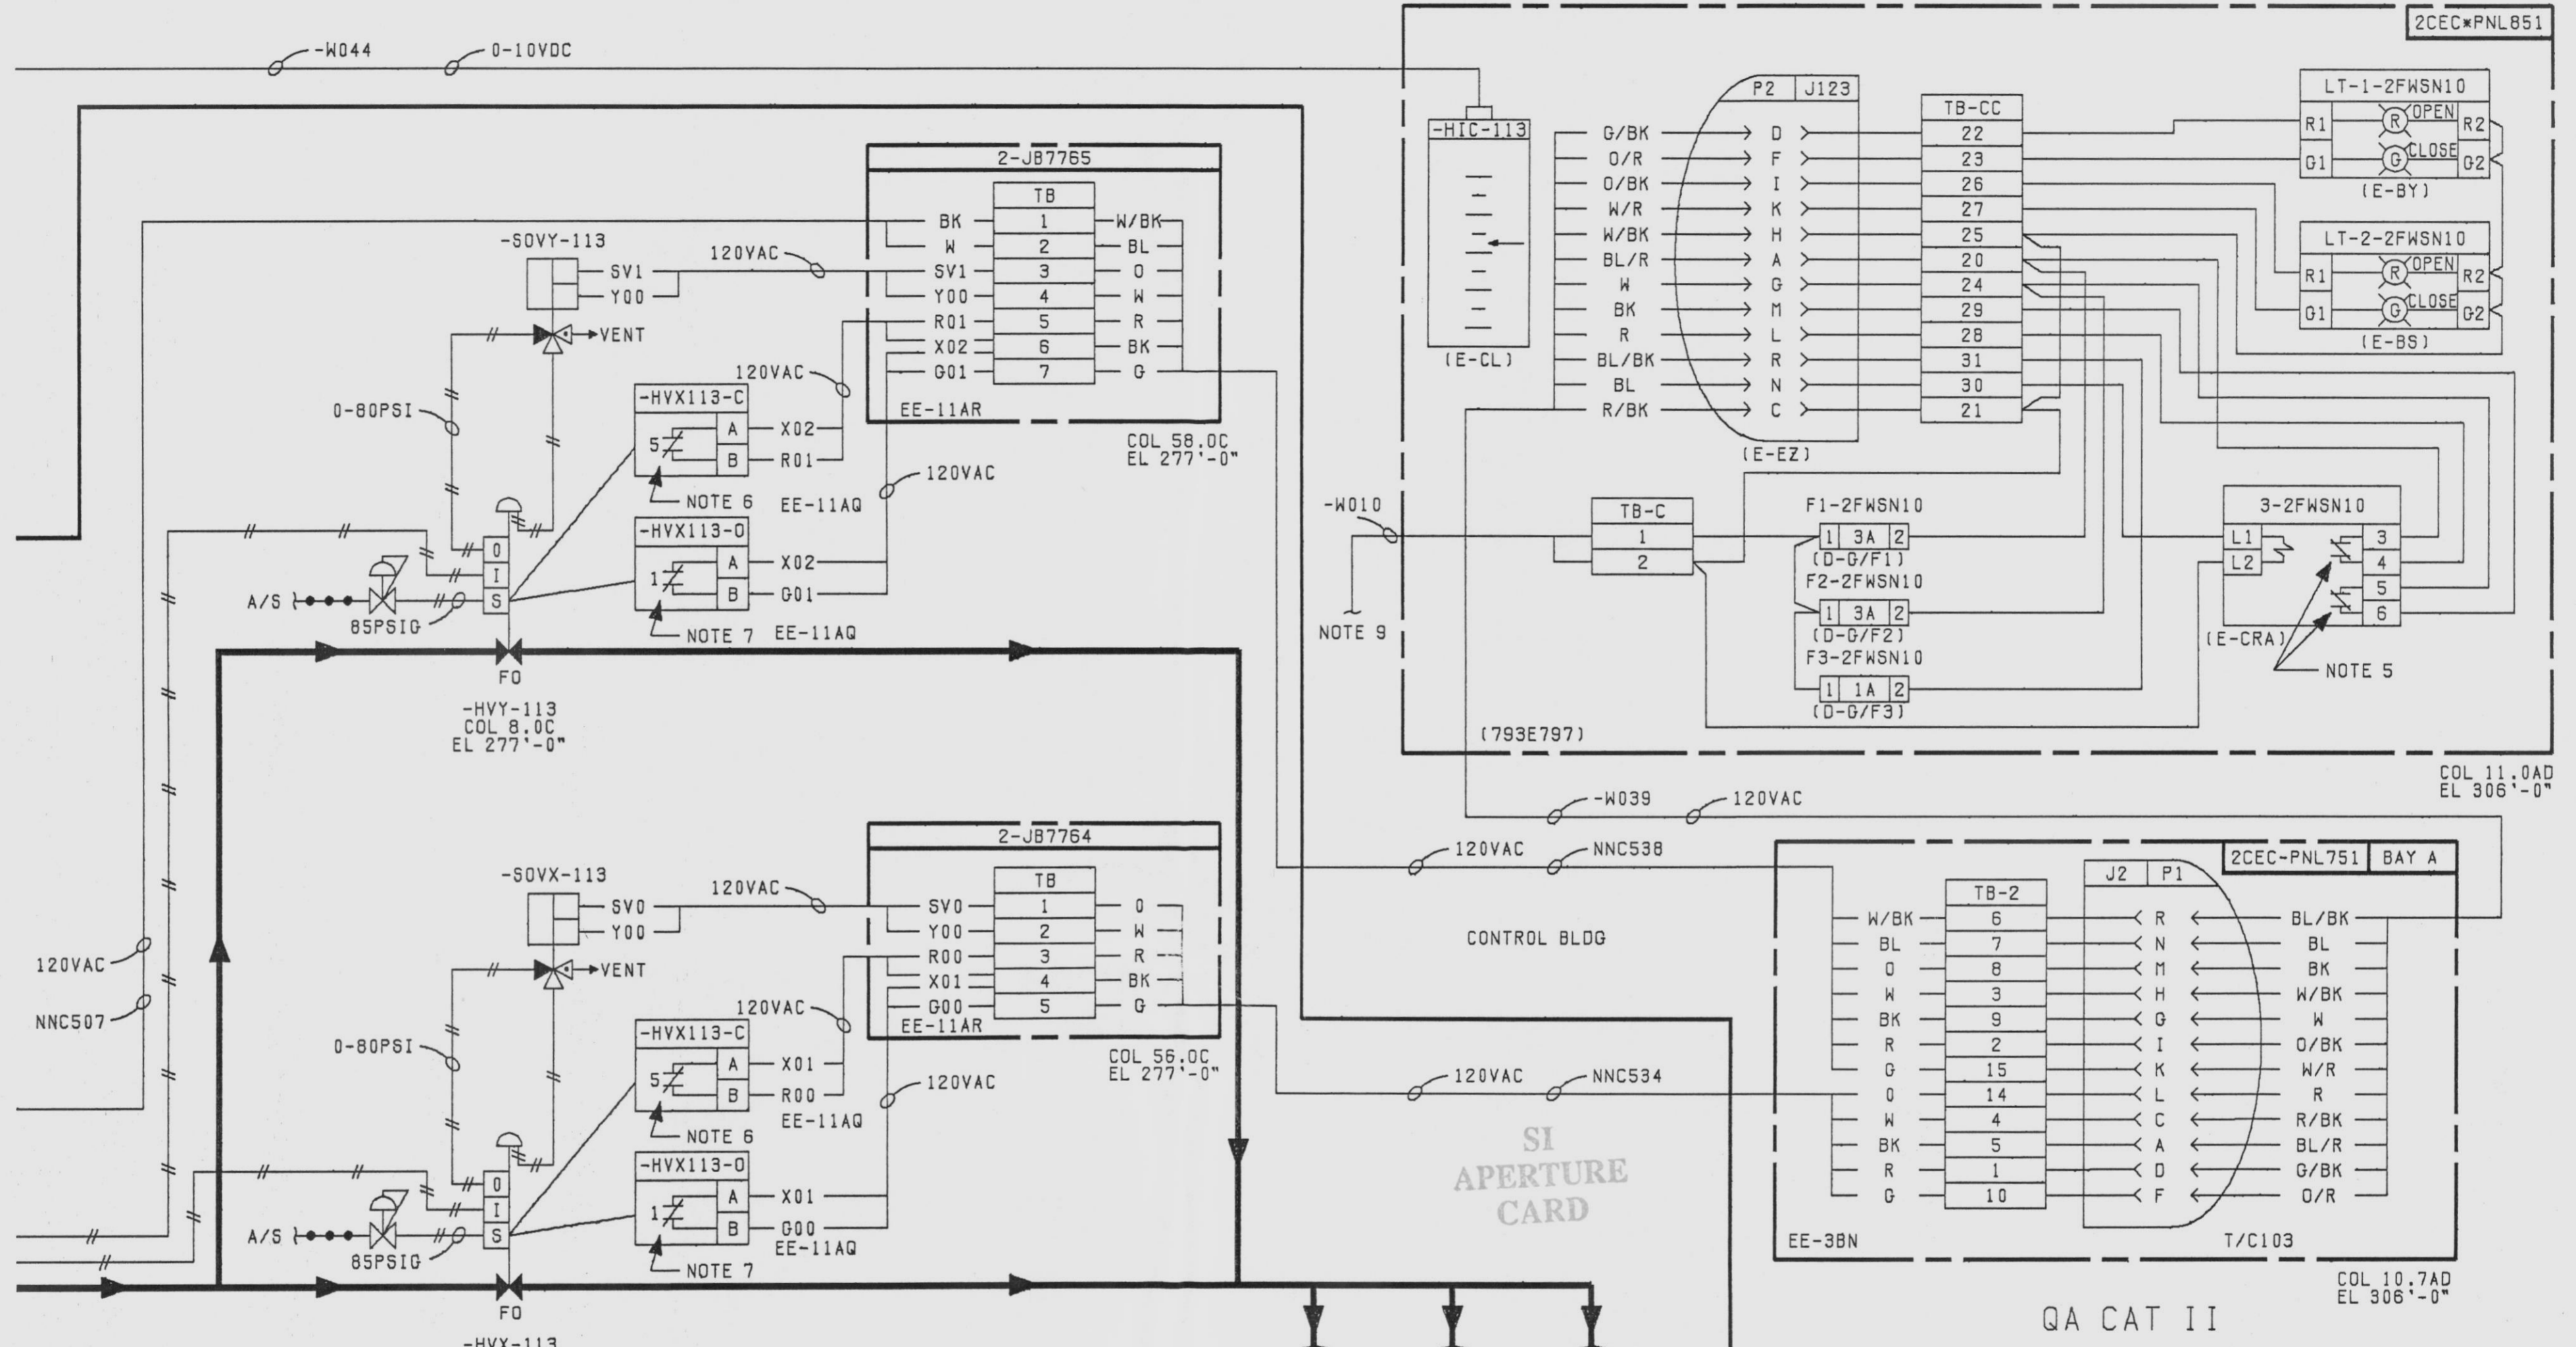 2CEC*PNL851
-W044
0-10VDC
-HIC-113
(E-CL)
P2 J123
G/BK D
O/R F
O/BK I
W/R K
W/BK H
BL/R A
W G
BK M
R L
BL/BK R
BL N
R/BK C
(E-EZ)
TB-CC
22
23
26
27
25
20
24
29
28
31
30
21
LT-1-2FWSN10
R1 R OPEN R2
G1 G CLOSE G2
(E-BY)
LT-2-2FWSN10
R1 R OPEN R2
G1 G CLOSE G2
(E-BS)
-W010
NOTE 9
TB-C
1
2
F1-2FWSN10
1 3A 2
(D-G/F1)
F2-2FWSN10
1 3A 2
(D-G/F2)
F3-2FWSN10
1 1A 2
(D-G/F3)
3-2FWSN10
L1 3
L2 4
5
6
(E-CRA)
NOTE 5
(793E797)
COL 11.0AD
EL 306'-0"
2-JB7765
TB
BK 1 W/BK
W 2 BL
SV1 3 O
Y00 4 W
R01 5 R
X02 6 BK
G01 7 G
EE-11AR
COL 58.0C
EL 277'-0"
-SOVY-113
SV1
Y00
120VAC
VENT
0-80PSI
120VAC
-HVX113-C
5 A X02
B R01
NOTE 6 EE-11AQ
120VAC
-HVX113-O
1 A X02
B G01
NOTE 7 EE-11AQ
O
I
S
A/S
85PSIG
FO
-HVY-113
COL 8.0C
EL 277'-0"
-W039
120VAC
120VAC
NNC538
CONTROL BLDG
120VAC
NNC534
2-JB7764
TB
SV0 1 O
Y00 2 W
R00 3 R
X01 4 BK
G00 5 G
EE-11AR
COL 56.0C
EL 277'-0"
-SOVX-113
SV0
Y00
120VAC
VENT
120VAC
NNC507
0-80PSI
120VAC
-HVX113-C
5 A X01
B R00
EE-11AQ
NOTE 6
120VAC
-HVX113-O
1 A X01
B G00
EE-11AQ
NOTE 7
O
I
S
A/S
85PSIG
FO
-HVX-113
2CEC-PNL751 BAY A
TB-2
J2 P1
W/BK 6 R BL/BK
BL 7 N BL
O 8 M BK
W 3 H W/BK
BK 9 G W
R 2 I O/BK
G 15 K W/R
O 14 L R
W 4 C R/BK
BK 5 A BL/R
R 1 D G/BK
G 10 F O/R
EE-3BN
T/C103
COL 10.7AD
EL 306'-0"
SI
APERTURE
CARD
QA CAT II